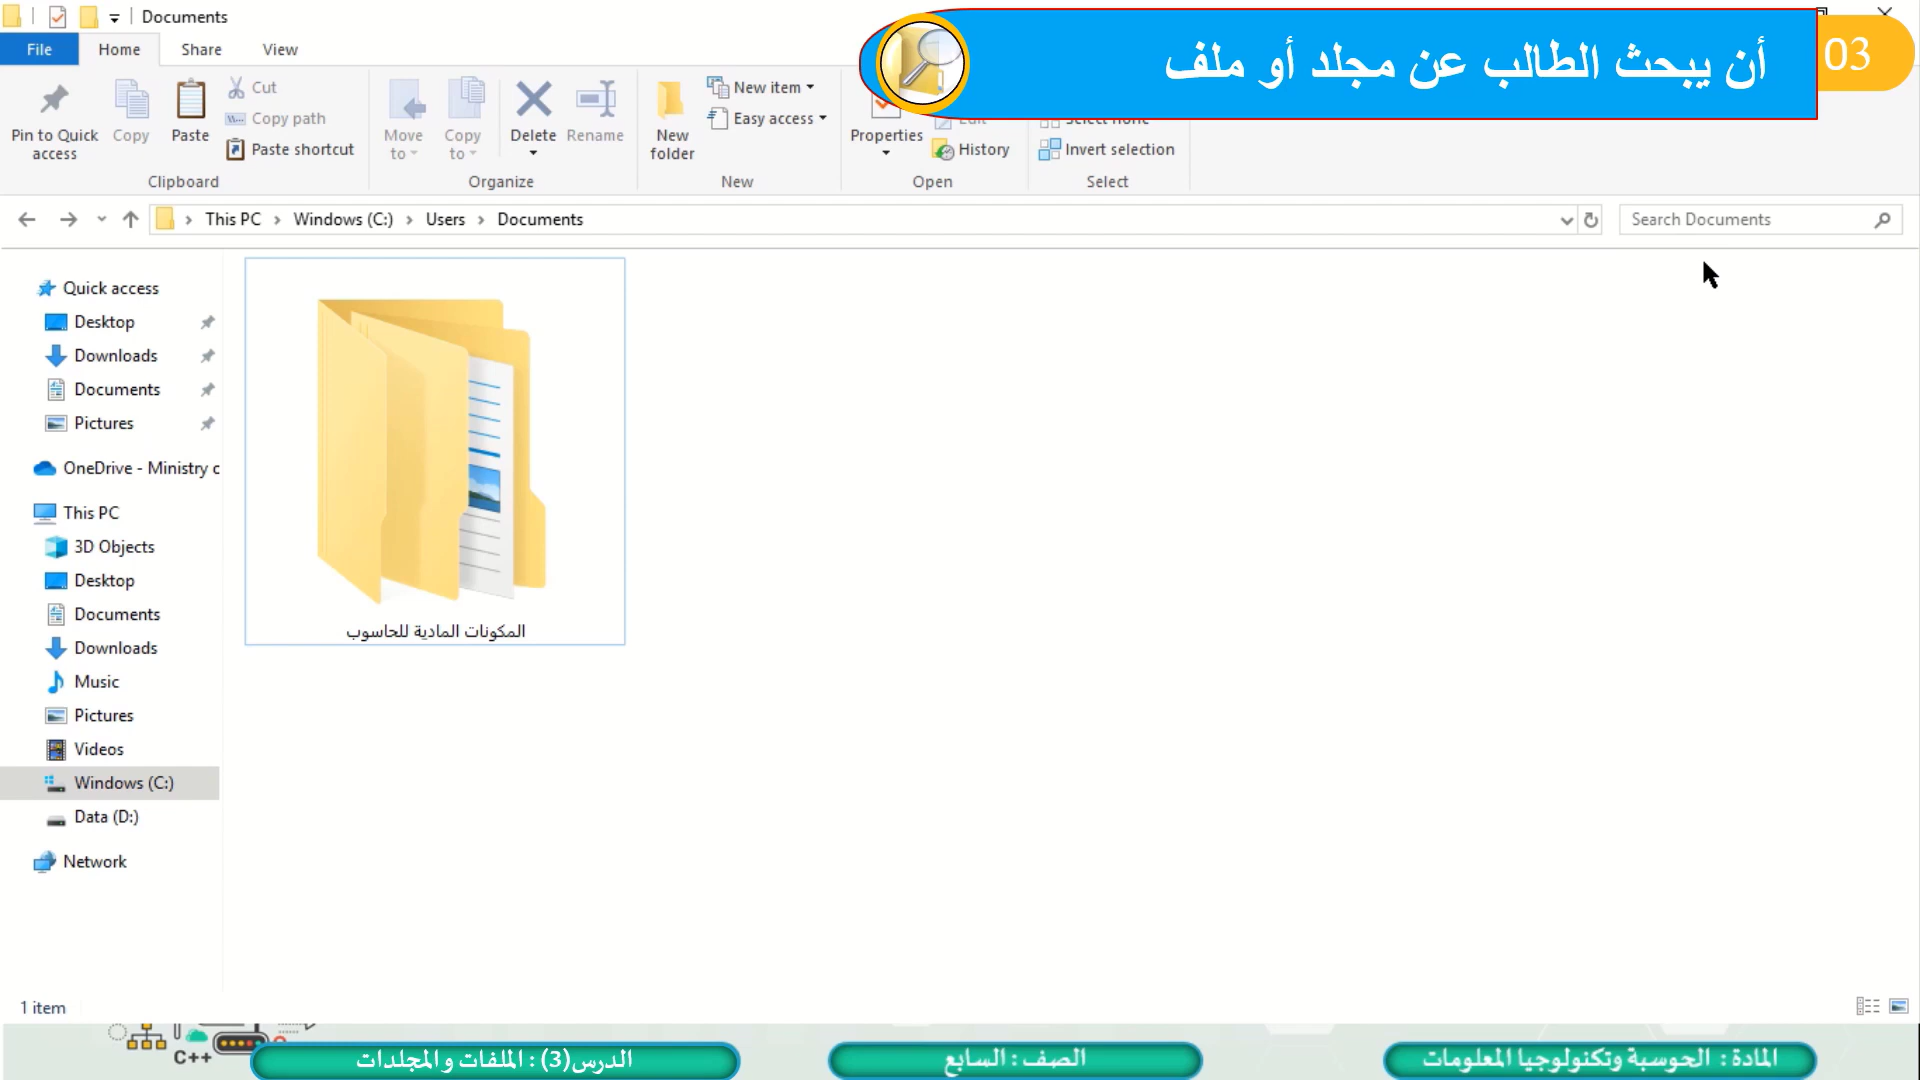 Documents
03
أن يبحث الطالب عن مجلد أو ملف
File
Home
Share
View
Pin to Quick access
Copy
Paste
Cut
Copy path
Paste shortcut
Clipboard
Move to
Copy to
Delete
Rename
Organize
New folder
New item
Easy access
New
Properties
Edit
History
Open
Select none
Invert selection
Select
This PC > Windows (C:) > Users > Documents
Search Documents
Quick access
Desktop
Downloads
Documents
Pictures
OneDrive - Ministry
This PC
3D Objects
Desktop
Documents
Downloads
Music
Pictures
Videos
Windows (C:)
Data (D:)
Network
المكونات المادية للحاسوب
1 item
C++
المادة : الحوسبة وتكنولوجيا المعلومات
الصف : السابع
الدرس(3) : الملفات و المجلدات